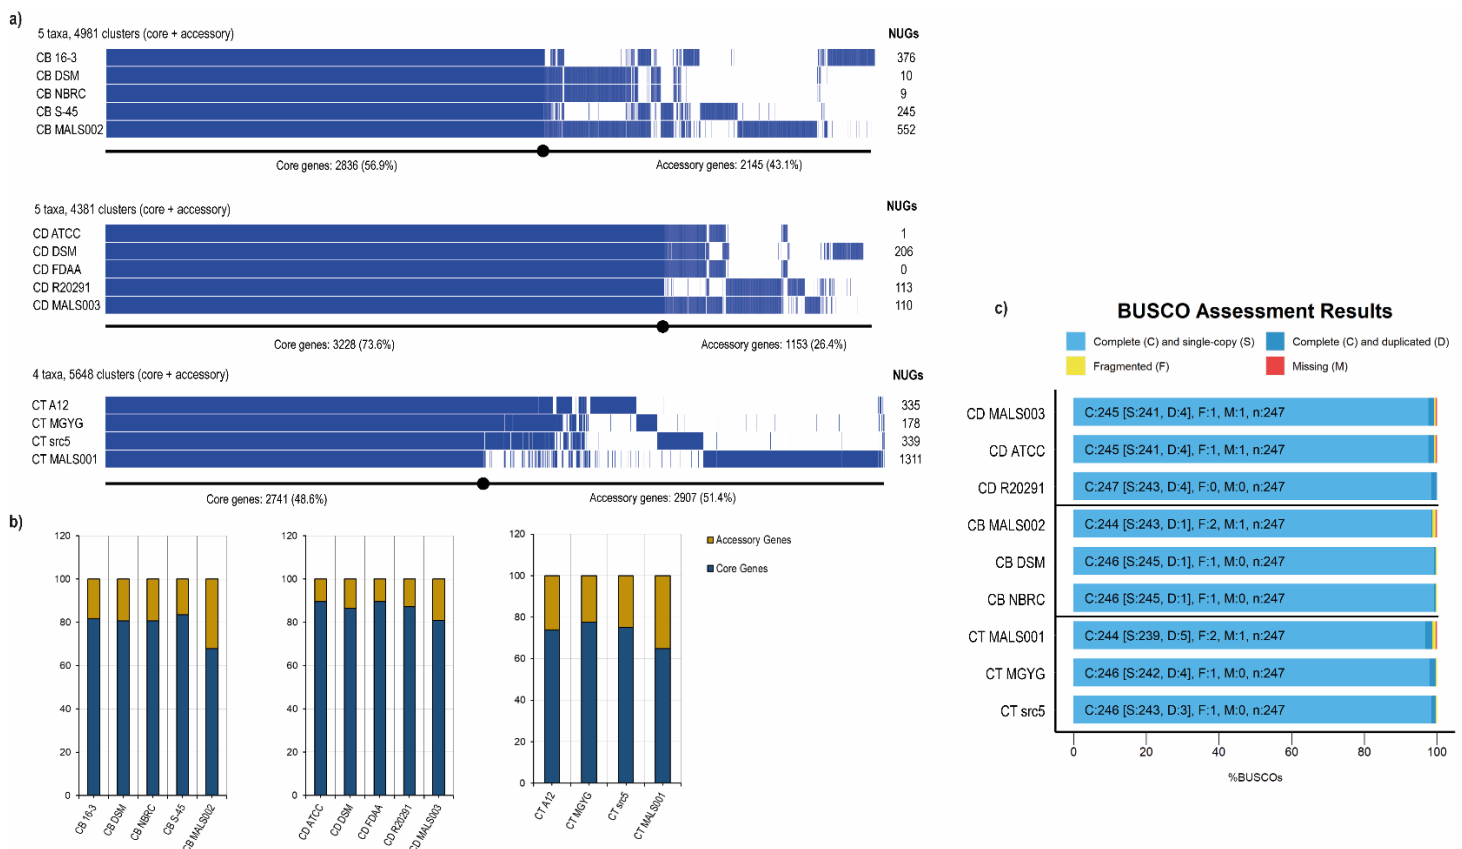 a)
5 taxa, 4981 clusters (core + accessory)
NUGs
CB 16-3
376
CB DSM
10
CB NBRC
9
CB S-45
245
CB MALS002
552
Core genes: 2836 (56.9%)
Accessory genes: 2145 (43.1%)
5 taxa, 4381 clusters (core + accessory)
NUGs
CD ATCC
1
CD DSM
206
CD FDAA
0
CD R20291
113
CD MALS003
110
Core genes: 3228 (73.6%)
Accessory genes: 1153 (26.4%)
4 taxa, 5648 clusters (core + accessory)
NUGs
CT A12
335
CT MGYG
178
CT src5
339
CT MALS001
1311
Core genes: 2741 (48.6%)
Accessory genes: 2907 (51.4%)
b)
120
100
80
60
40
20
0
CB 16-3
CB DSM
CB NBRC
CB S-45
CB MALS002
120
100
80
60
40
20
0
CD ATCC
CD DSM
CD FDAA
CD R20291
CD MALS003
120
100
80
60
40
20
0
CT A12
CT MGYG
CT src5
CT MALS001
Accessory Genes
Core Genes
c)
BUSCO Assessment Results
Complete (C) and single-copy (S)
Complete (C) and duplicated (D)
Fragmented (F)
Missing (M)
CD MALS003
C:245 [S:241, D:4], F:1, M:1, n:247
CD ATCC
C:245 [S:241, D:4], F:1, M:1, n:247
CD R20291
C:247 [S:243, D:4], F:0, M:0, n:247
CB MALS002
C:244 [S:243, D:1], F:2, M:1, n:247
CB DSM
C:246 [S:245, D:1], F:1, M:0, n:247
CB NBRC
C:246 [S:245, D:1], F:1, M:0, n:247
CT MALS001
C:244 [S:239, D:5], F:2, M:1, n:247
CT MGYG
C:246 [S:242, D:4], F:1, M:0, n:247
CT src5
C:246 [S:243, D:3], F:1, M:0, n:247
0
20
40
60
80
100
%BUSCOs